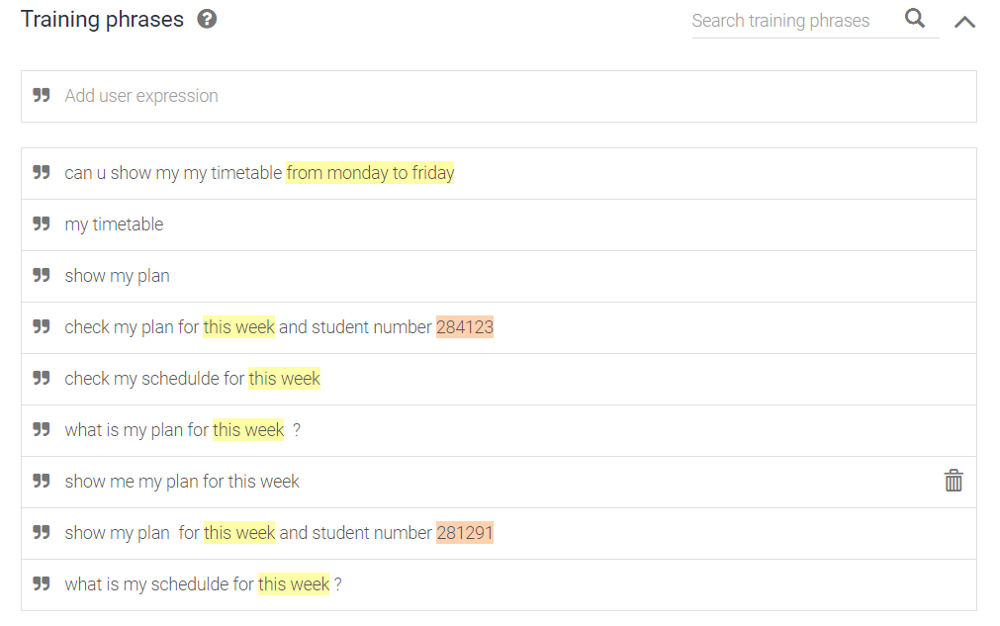 Training phrases ?
Search training phrases
Add user expression
can u show my my timetable from monday to friday
my timetable
show my plan
check my plan for this week and student number 284123
check my schedulde for this week
what is my plan for this week ?
show me my plan for this week
show my plan for this week and student number 281291
what is my schedulde for this week ?